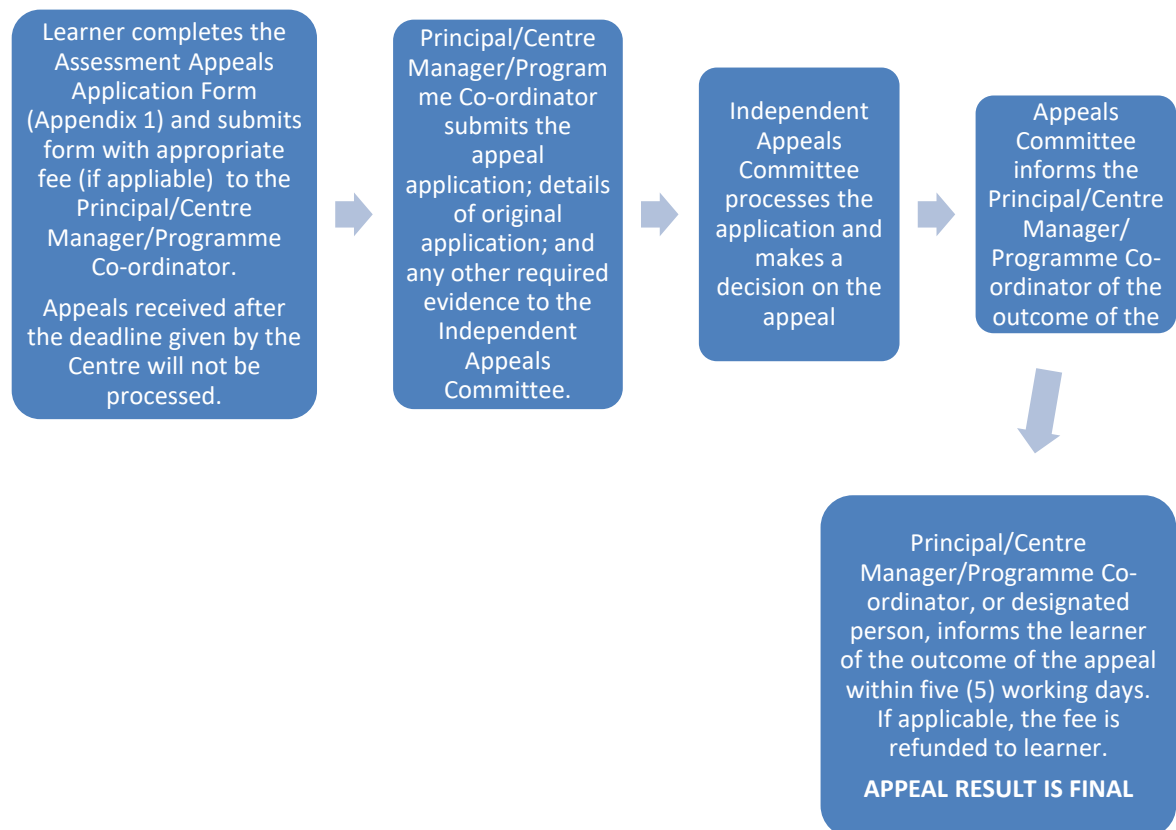 Learner completes the
Assessment Appeals
Application Form
(Appendix 1) and submits
form with appropriate
fee (if appliable) to the
Principal/Centre
Manager/Programme
Co-ordinator.
Appeals received after
the deadline given by the
Centre will not be
processed.
Principal/Centre
Manager/Program
me Co-ordinator
submits the
appeal
application; details
of original
application; and
any other required
evidence to the
Independent
Appeals
Committee.
Independent
Appeals
Committee
processes the
application and
makes a
decision on the
appeal
Appeals
Committee
informs the
Principal/Centre
Manager/
Programme Co-
ordinator of the
outcome of the
Principal/Centre
Manager/Programme Co-
ordinator, or designated
person, informs the learner
of the outcome of the appeal
within five (5) working days.
If applicable, the fee is
refunded to learner.
APPEAL RESULT IS FINAL